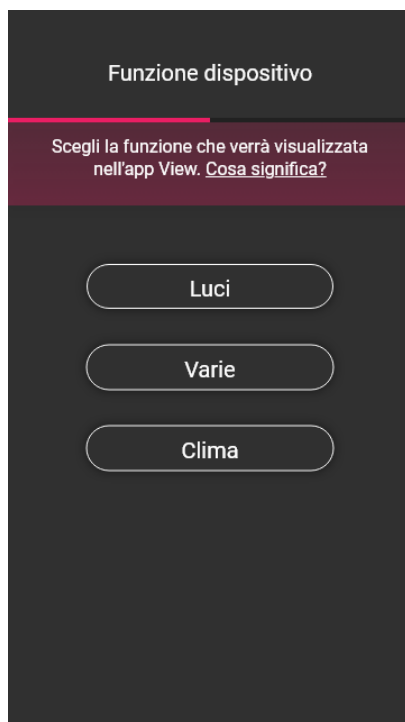 Funzione dispositivo
Scegli la funzione che verrà visualizzata
nell'app View. Cosa significa?
Luci
Varie
Clima